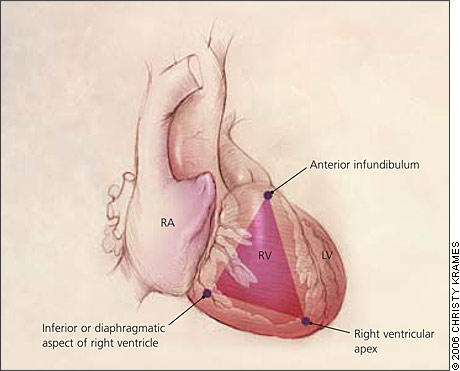 Anterior infundibulum
RA
RV
LV
Inferior or diaphragmatic
aspect of right ventricle
Right ventricular
apex
© 2006 CHRISTY KRAMES